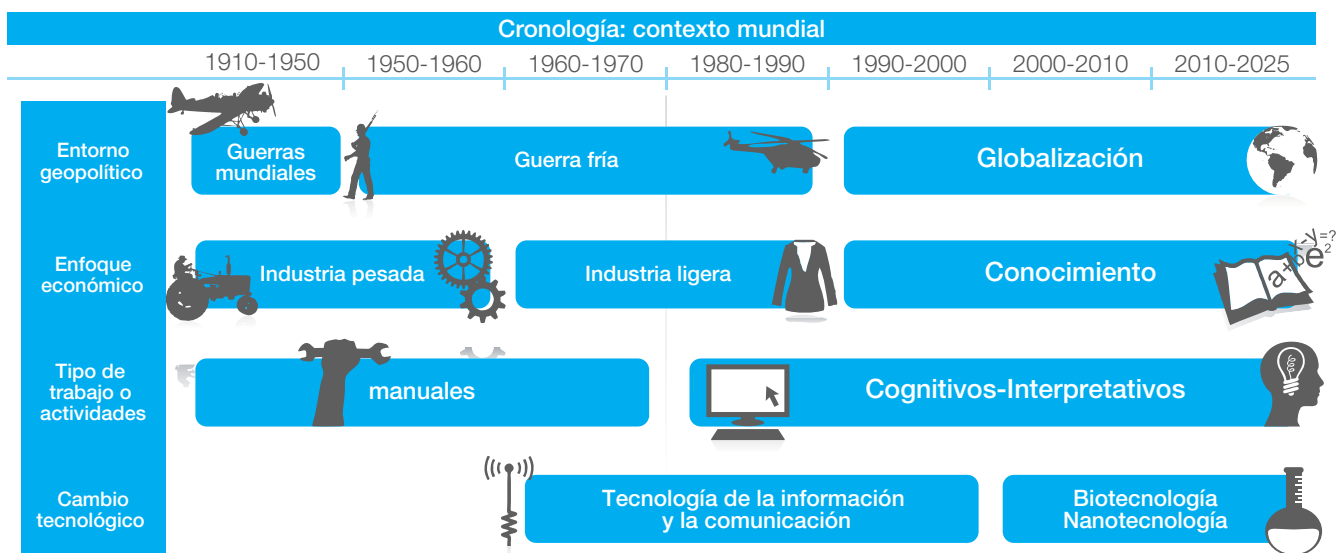 Cronología: contexto mundial
1910-1950 1950-1960 1960-1970 1980-1990 1990-2000 2000-2010 2010-2025
Entorno
geopolítico
Guerras
mundiales
Guerra fría
Globalización
Enfoque
económico
Industria pesada
Industria ligera
Conocimiento
a+bx-y=?
e2
Tipo de
trabajo o
actividades
manuales
Cognitivos-Interpretativos
Cambio
tecnológico
Tecnología de la información
y la comunicación
Biotecnología
Nanotecnología